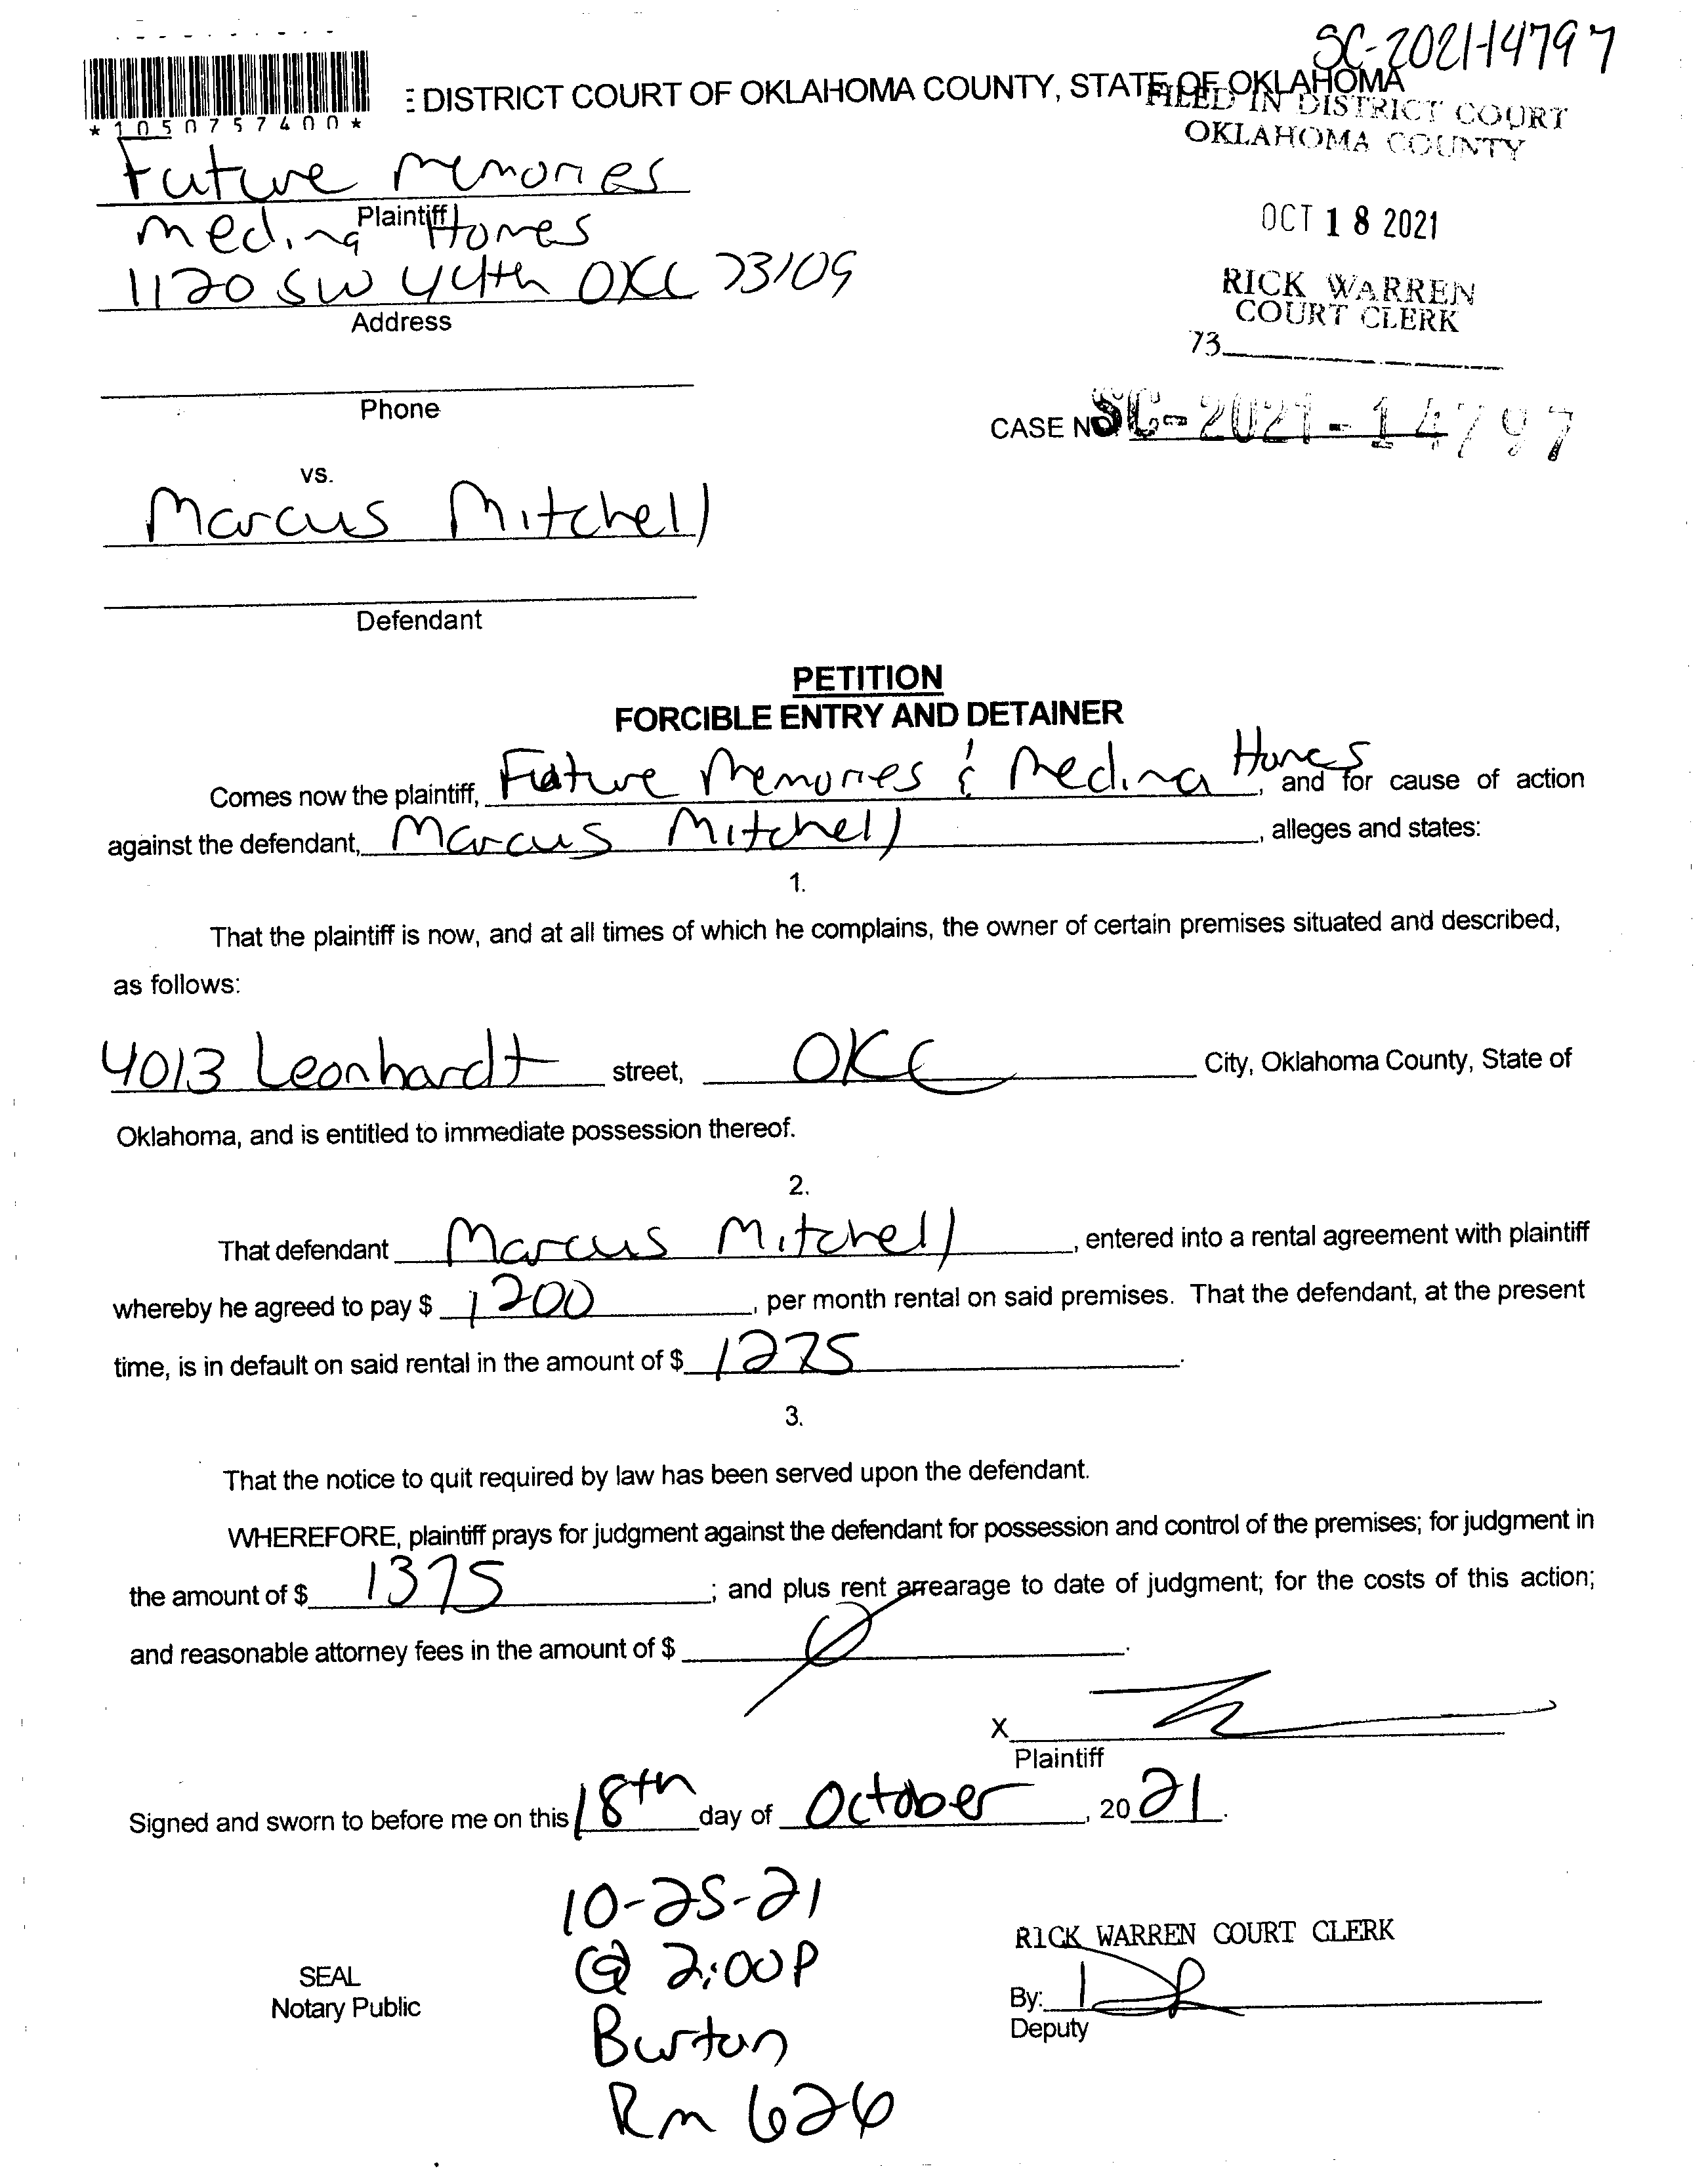 SC-2021-14797
E DISTRICT COURT OF OKLAHOMA COUNTY, STATE OF OKLAHOMA
*1050757400*
FILED IN DISTRICT COURT
OKLAHOMA COUNTY
Future Memories
Plaintiff
Medina Homes
OCT 18 2021
1120 SW 44th OKC 73109
Address
RICK WARREN
COURT CLERK
73
Phone
CASE NO. SC-2021-14797
vs.
Marcus Mitchell
Defendant
PETITION
FORCIBLE ENTRY AND DETAINER
Comes now the plaintiff, Future Memories & Medina Homes, and for cause of action
against the defendant, Marcus Mitchell, alleges and states:
1.
That the plaintiff is now, and at all times of which he complains, the owner of certain premises situated and described,
as follows:
4013 Leonhardt street, OKC City, Oklahoma County, State of
Oklahoma, and is entitled to immediate possession thereof.
2.
That defendant Marcus Mitchell, entered into a rental agreement with plaintiff
whereby he agreed to pay $ 1200, per month rental on said premises. That the defendant, at the present
time, is in default on said rental in the amount of $ 1275.
3.
That the notice to quit required by law has been served upon the defendant.
WHEREFORE, plaintiff prays for judgment against the defendant for possession and control of the premises; for judgment in
the amount of $ 1375; and plus rent arrearage to date of judgment; for the costs of this action;
and reasonable attorney fees in the amount of $ 0.
X
Plaintiff
Signed and sworn to before me on this 18th day of October, 2021.
10-25-21
@ 2:00P
Burton
Rm 626
SEAL
Notary Public
RICK WARREN COURT CLERK
By:
Deputy